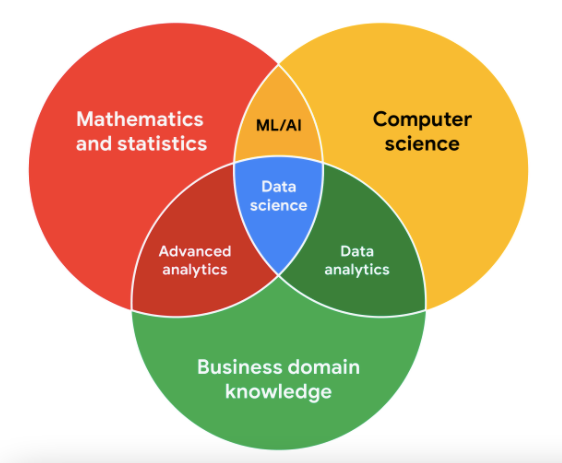 Mathematics
and statistics
ML/AI
Computer
science
Data
science
Advanced
analytics
Data
analytics
Business domain
knowledge